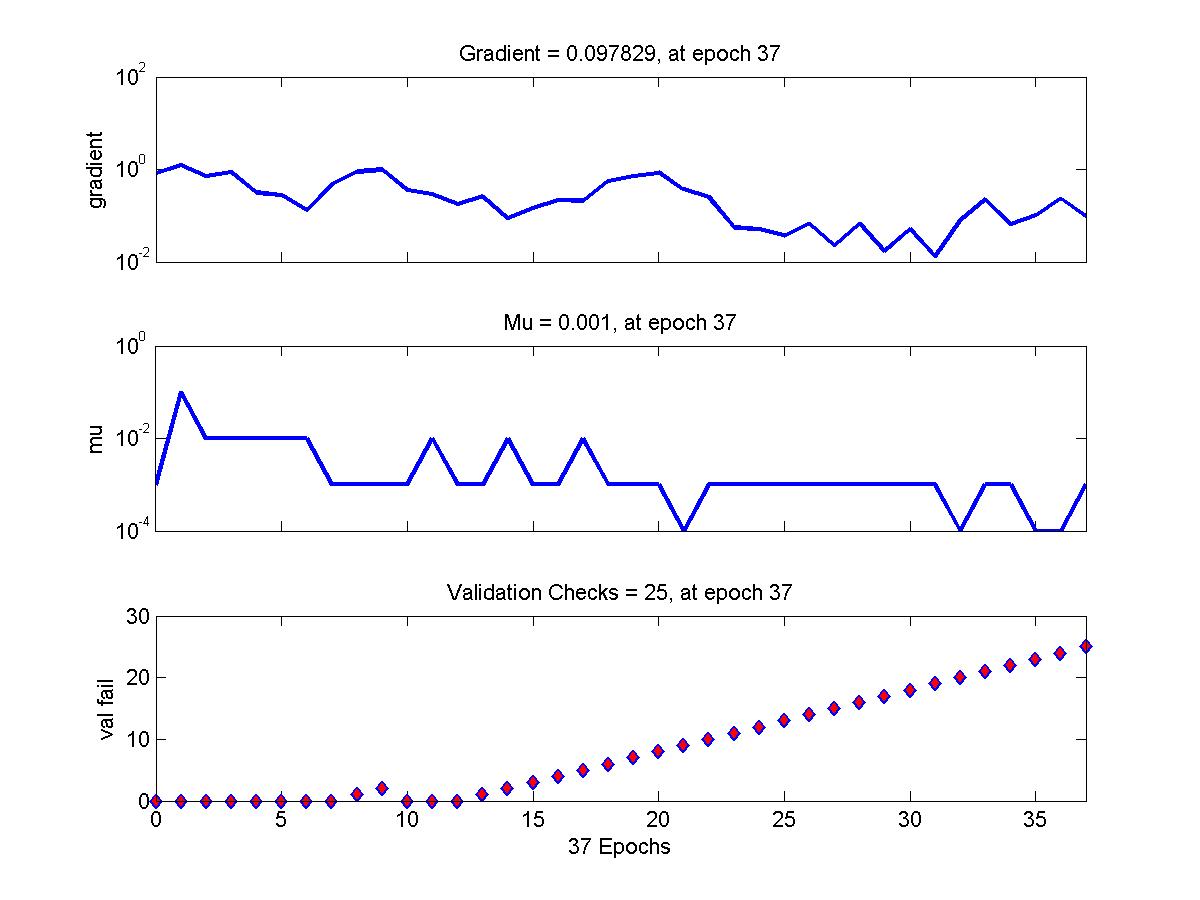 Gradient = 0.097829, at epoch 37
10^2
10^0
10^-2
gradient
Mu = 0.001, at epoch 37
10^0
10^-2
10^-4
mu
Validation Checks = 25, at epoch 37
30
20
10
0
val fail
0 5 10 15 20 25 30 35
37 Epochs